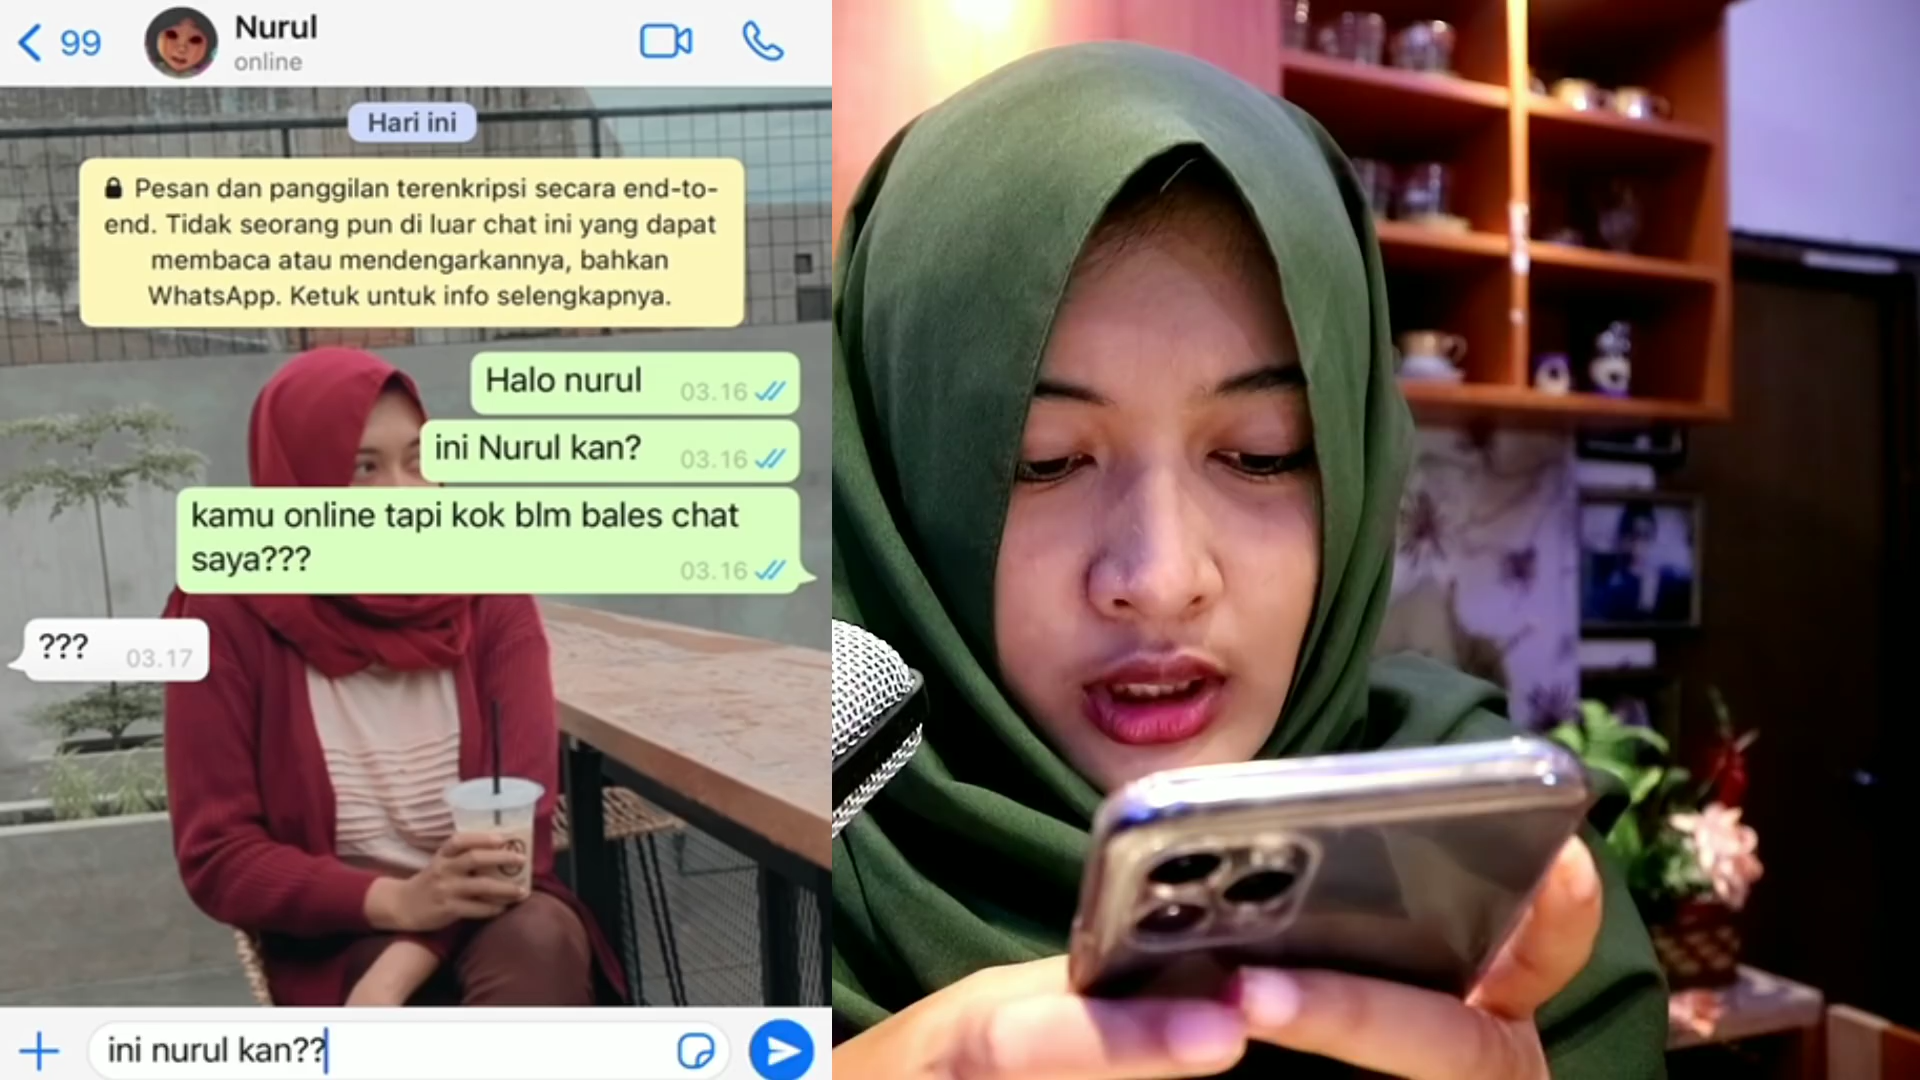 99
Nurul
online
Hari ini
Pesan dan panggilan terenkripsi secara end-to-
end. Tidak seorang pun di luar chat ini yang dapat
membaca atau mendengarkannya, bahkan
WhatsApp. Ketuk untuk info selengkapnya.
Halo nurul 03.16
ini Nurul kan? 03.16
kamu online tapi kok blm bales chat
saya??? 03.16
??? 03.17
ini nurul kan??